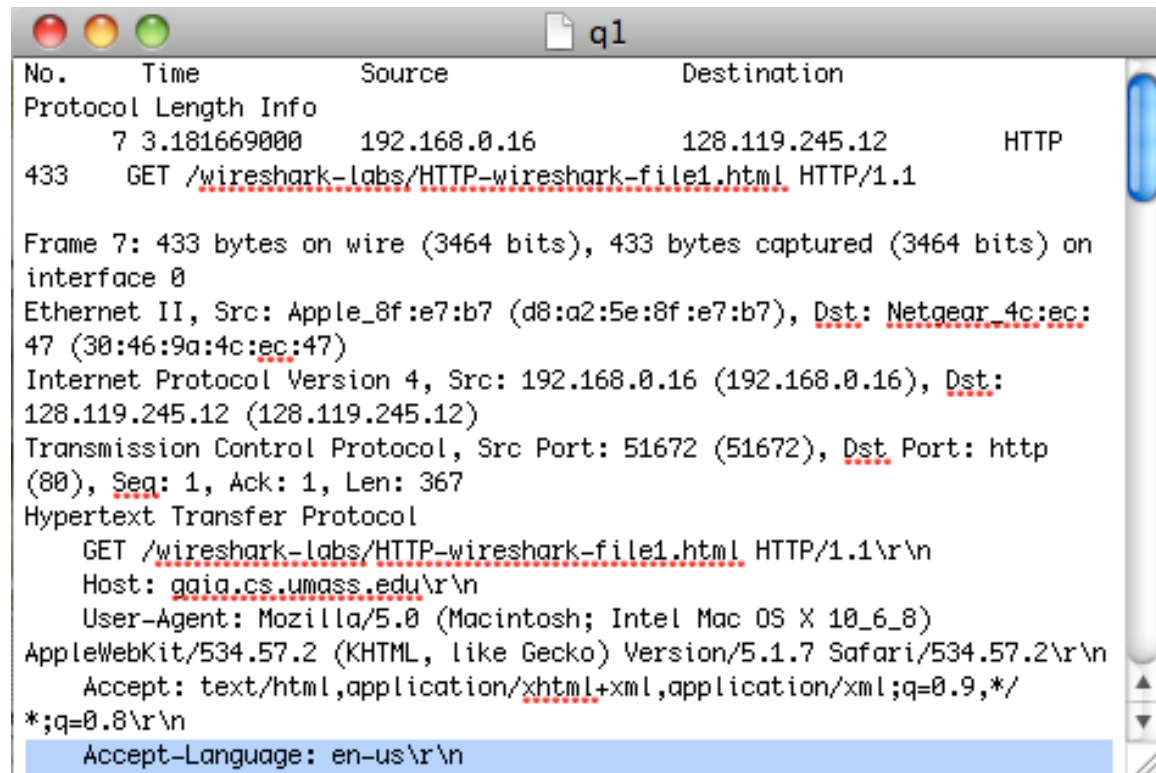 q1
No. Time Source Destination
Protocol Length Info
7 3.181669000 192.168.0.16 128.119.245.12 HTTP
433 GET /wireshark-labs/HTTP-wireshark-file1.html HTTP/1.1
Frame 7: 433 bytes on wire (3464 bits), 433 bytes captured (3464 bits) on
interface 0
Ethernet II, Src: Apple_8f:e7:b7 (d8:a2:5e:8f:e7:b7), Dst: Netgear_4c:ec:
47 (30:46:9a:4c:ec:47)
Internet Protocol Version 4, Src: 192.168.0.16 (192.168.0.16), Dst:
128.119.245.12 (128.119.245.12)
Transmission Control Protocol, Src Port: 51672 (51672), Dst Port: http
(80), Seq: 1, Ack: 1, Len: 367
Hypertext Transfer Protocol
GET /wireshark-labs/HTTP-wireshark-file1.html HTTP/1.1\r\n
Host: gaia.cs.umass.edu\r\n
User-Agent: Mozilla/5.0 (Macintosh; Intel Mac OS X 10_6_8)
AppleWebKit/534.57.2 (KHTML, like Gecko) Version/5.1.7 Safari/534.57.2\r\n
Accept: text/html,application/xhtml+xml,application/xml;q=0.9,*/
*;q=0.8\r\n
Accept-Language: en-us\r\n